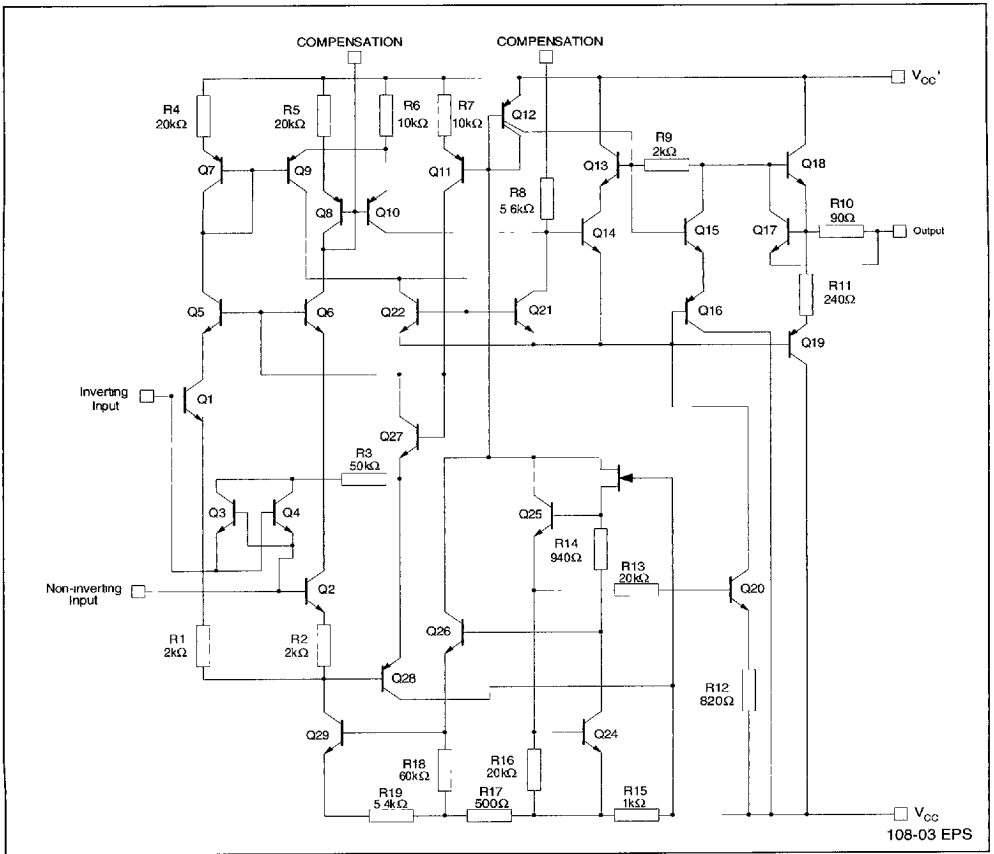 COMPENSATION
COMPENSATION
V_CC'
R4
20kΩ
R5
20kΩ
R6
10kΩ
R7
10kΩ
Q12
Q7
Q9
Q8
Q10
Q11
R8
5 6kΩ
Q13
R9
2kΩ
Q18
Q14
Q15
Q17
R10
90Ω
Output
R11
240Ω
Q5
Q6
Q22
Q21
Q16
Q19
Inverting
Input
Q1
Q27
R3
50kΩ
Q3
Q4
Q25
R14
940Ω
R13
20kΩ
Q20
Non-inverting
Input
Q2
Q26
R1
2kΩ
R2
2kΩ
Q28
R12
820Ω
Q29
Q24
R18
60kΩ
R16
20kΩ
R19
5 4kΩ
R17
500Ω
R15
1kΩ
V_CC
108-03 EPS